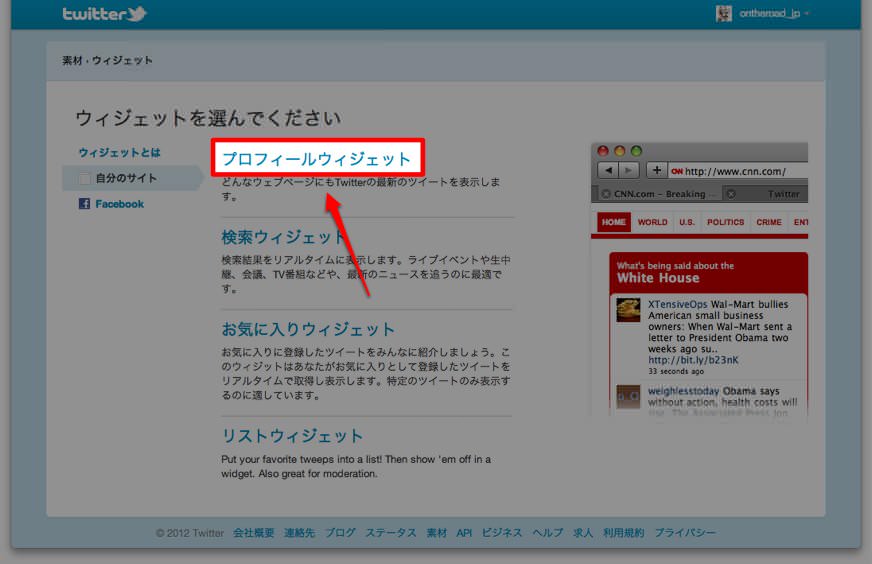 twitter
ontheroad_jp
素材・ウィジェット
ウィジェットを選んでください
ウィジェットとは
自分のサイト
Facebook
プロフィールウィジェット
どんなウェブページにもTwitterの最新のツイートを表示しま
す。
検索ウィジェット
検索結果をリアルタイムに表示します。ライブイベントや生中
継、会議、TV番組などや、最新のニュースを追うのに最適で
す。
お気に入りウィジェット
お気に入りに登録したツイートをみんなに紹介しましょう。こ
のウィジットはあなたがお気に入りとして登録したツイートを
リアルタイムで取得し表示します。特定のツイートのみ表示す
るのに適しています。
リストウィジェット
Put your favorite tweeps into a list! Then show 'em off in a
widget. Also great for moderation.
CNN http://www.cnn.com/
CNN.com – Breaking ... Twitter
HOME WORLD U.S. POLITICS CRIME ENT
What's being said about the
White House
XTensiveOps Wal-Mart bullies
American small business
owners: When Wal-Mart sent a
letter to President Obama two
weeks ago su..
http://bit.ly/b23nK
33 seconds ago
weighlesstoday Obama says
without action, health costs will
rise. The Associated Press Jon
© 2012 Twitter 会社概要 連絡先 ブログ ステータス 素材 API ビジネス ヘルプ 求人 利用規約 プライバシー